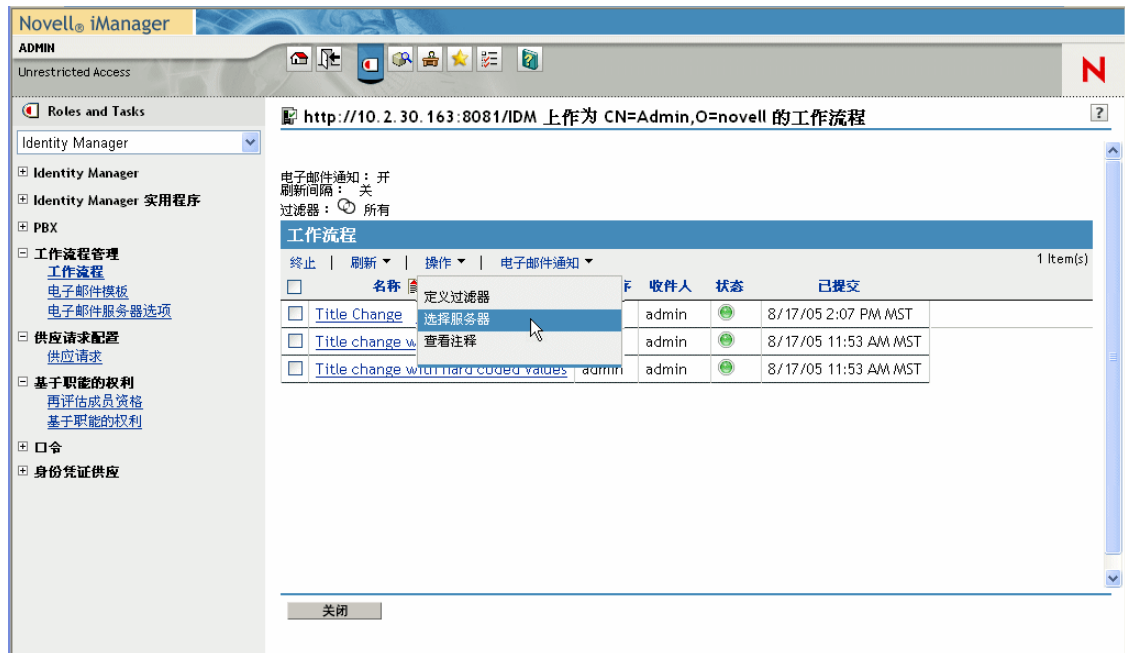 Novell® iManager
ADMIN
Unrestricted Access
N
Roles and Tasks
Identity Manager
Identity Manager
Identity Manager 实用程序
PBX
工作流程管理
工作流程
电子邮件模板
电子邮件服务器选项
供应请求配置
供应请求
基于职能的权利
再评估成员资格
基于职能的权利
口令
身份凭证供应
http://10.2.30.163:8081/IDM 上作为 CN=Admin,O=novell 的工作流程
?
电子邮件通知: 开
刷新间隔: 关
过滤器: 所有
工作流程
终止 | 刷新 | 操作 | 电子邮件通知
1 Item(s)
名称 收件人 状态 已提交
定义过滤器
选择服务器
查看注释
Title Change admin 8/17/05 2:07 PM MST
Title change admin 8/17/05 11:53 AM MST
Title change with hard coded values admin admin 8/17/05 11:53 AM MST
关闭